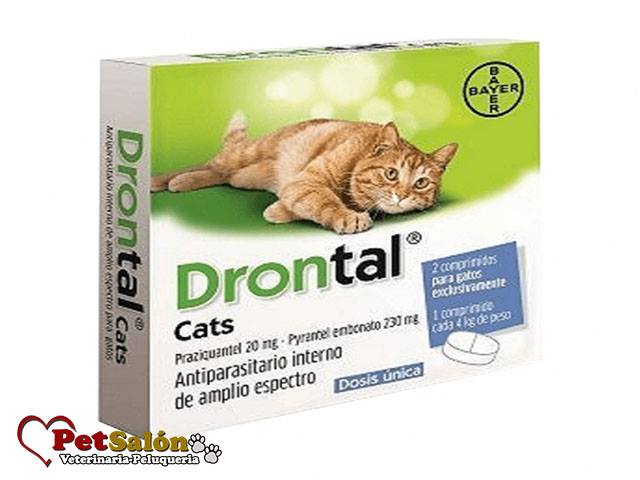 BAYER
BAYER
Drontal®
Cats
Praziquantel 20 mg - Pyrantel embonato 230 mg
Antiparasitario interno
de amplio espectro
Dosis única
2 comprimidos
para gatos
exclusivamente
1 comprimido
cada 4 kg de peso
Drontal®
Cats
Antiparasitario interno de amplio espectro para gatos
PetSalón
Veterinaria-Peluqueria